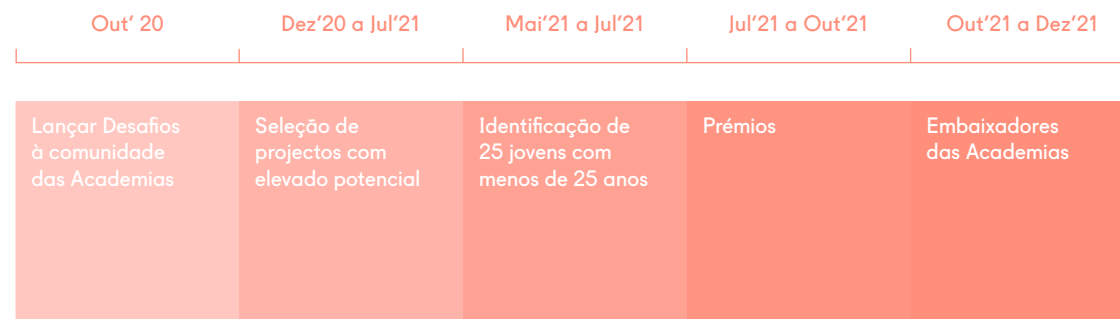 Out’ 20
Dez’20 a Jul’21
Mai’21 a Jul’21
Jul’21 a Out’21
Out’21 a Dez’21
Lançar Desafios
à comunidade
das Academias
Seleção de
projectos com
elevado potencial
Identificação de
25 jovens com
menos de 25 anos
Prémios
Embaixadores
das Academias